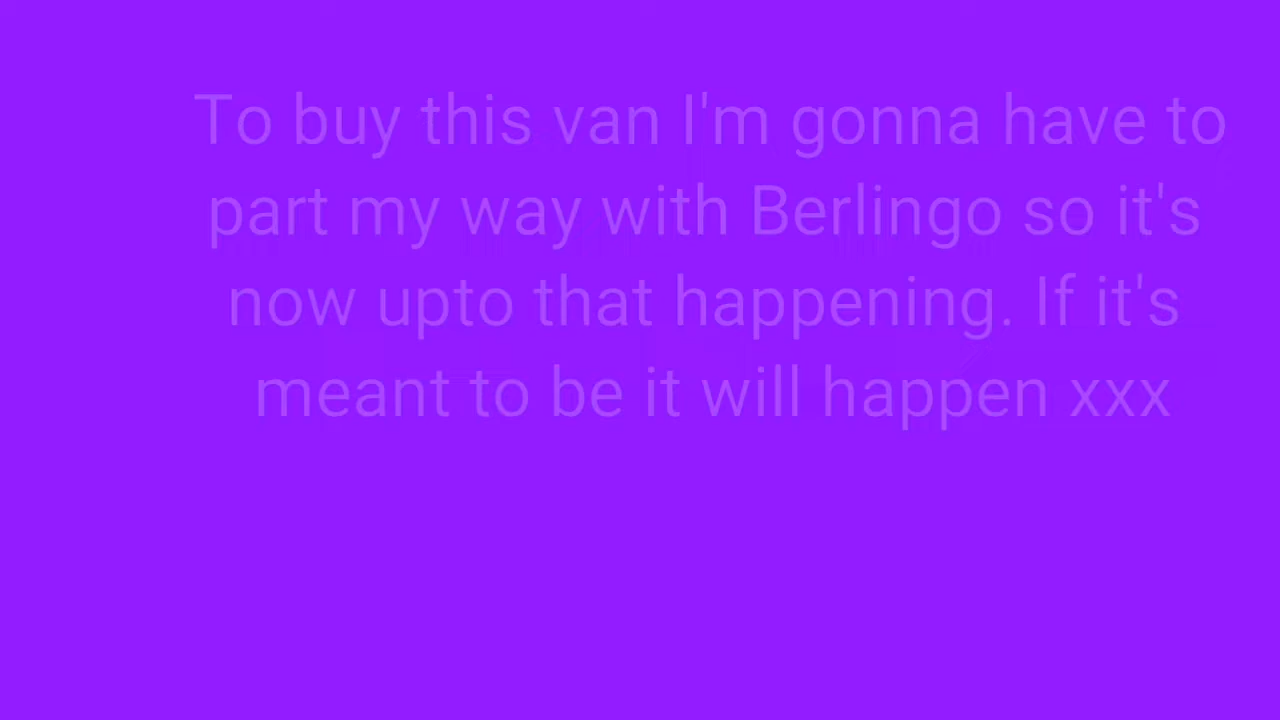 To buy this van I'm gonna have to
part my way with Berlingo so it's
now upto that happening. If it's
meant to be it will happen xxx